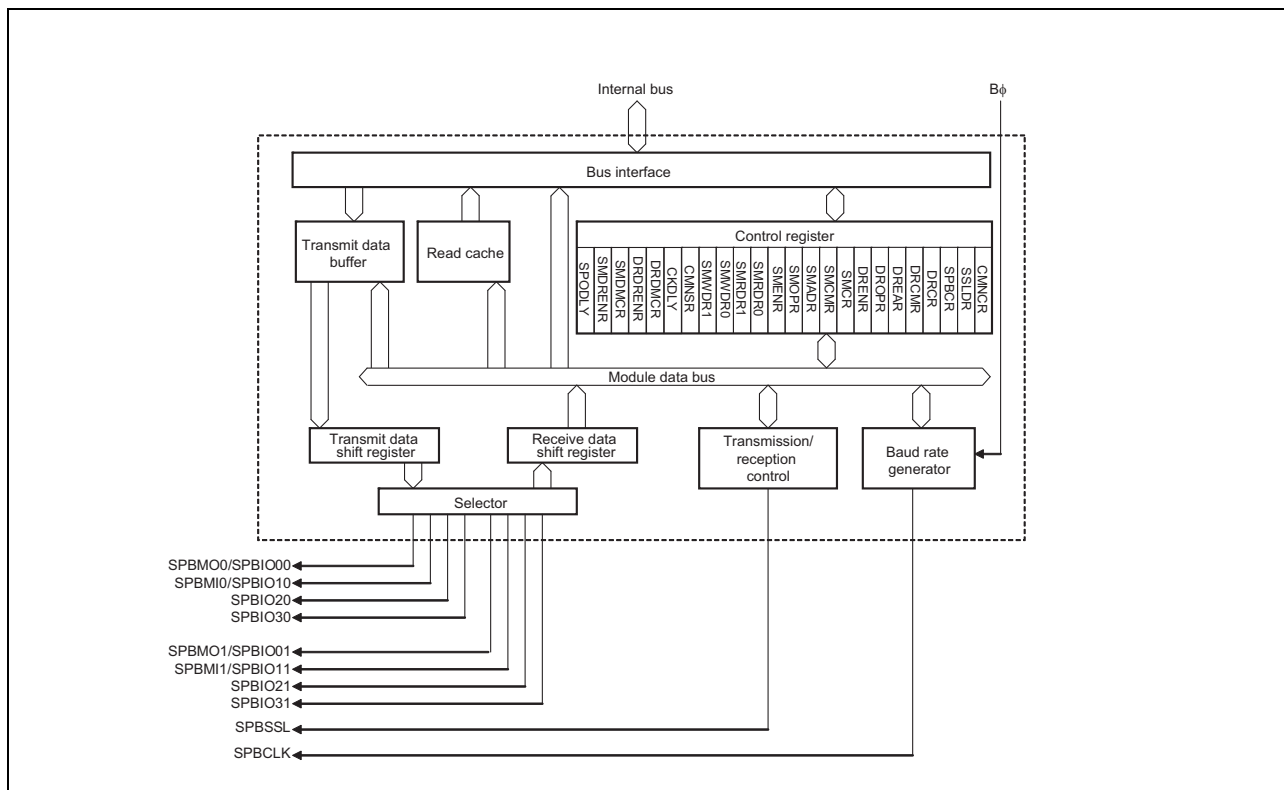 Internal bus
Bϕ
Bus interface
Transmit data
buffer
Read cache
Control register
SPODLY
SMDRENR
SMDMCR
DRDRENR
DRDMCR
CKDLY
CMNSR
SMWDR1
SMWDR0
SMRDR1
SMRDR0
SMENR
SMOPR
SMADR
SMCMR
SMCR
DRENR
DROPR
DREAR
DRCMR
DRCR
SPBCR
SSLDR
CMNCR
Module data bus
Transmit data
shift register
Receive data
shift register
Transmission/
reception
control
Baud rate
generator
Selector
SPBMO0/SPBIO00
SPBMI0/SPBIO10
SPBIO20
SPBIO30
SPBMO1/SPBIO01
SPBMI1/SPBIO11
SPBIO21
SPBIO31
SPBSSL
SPBCLK